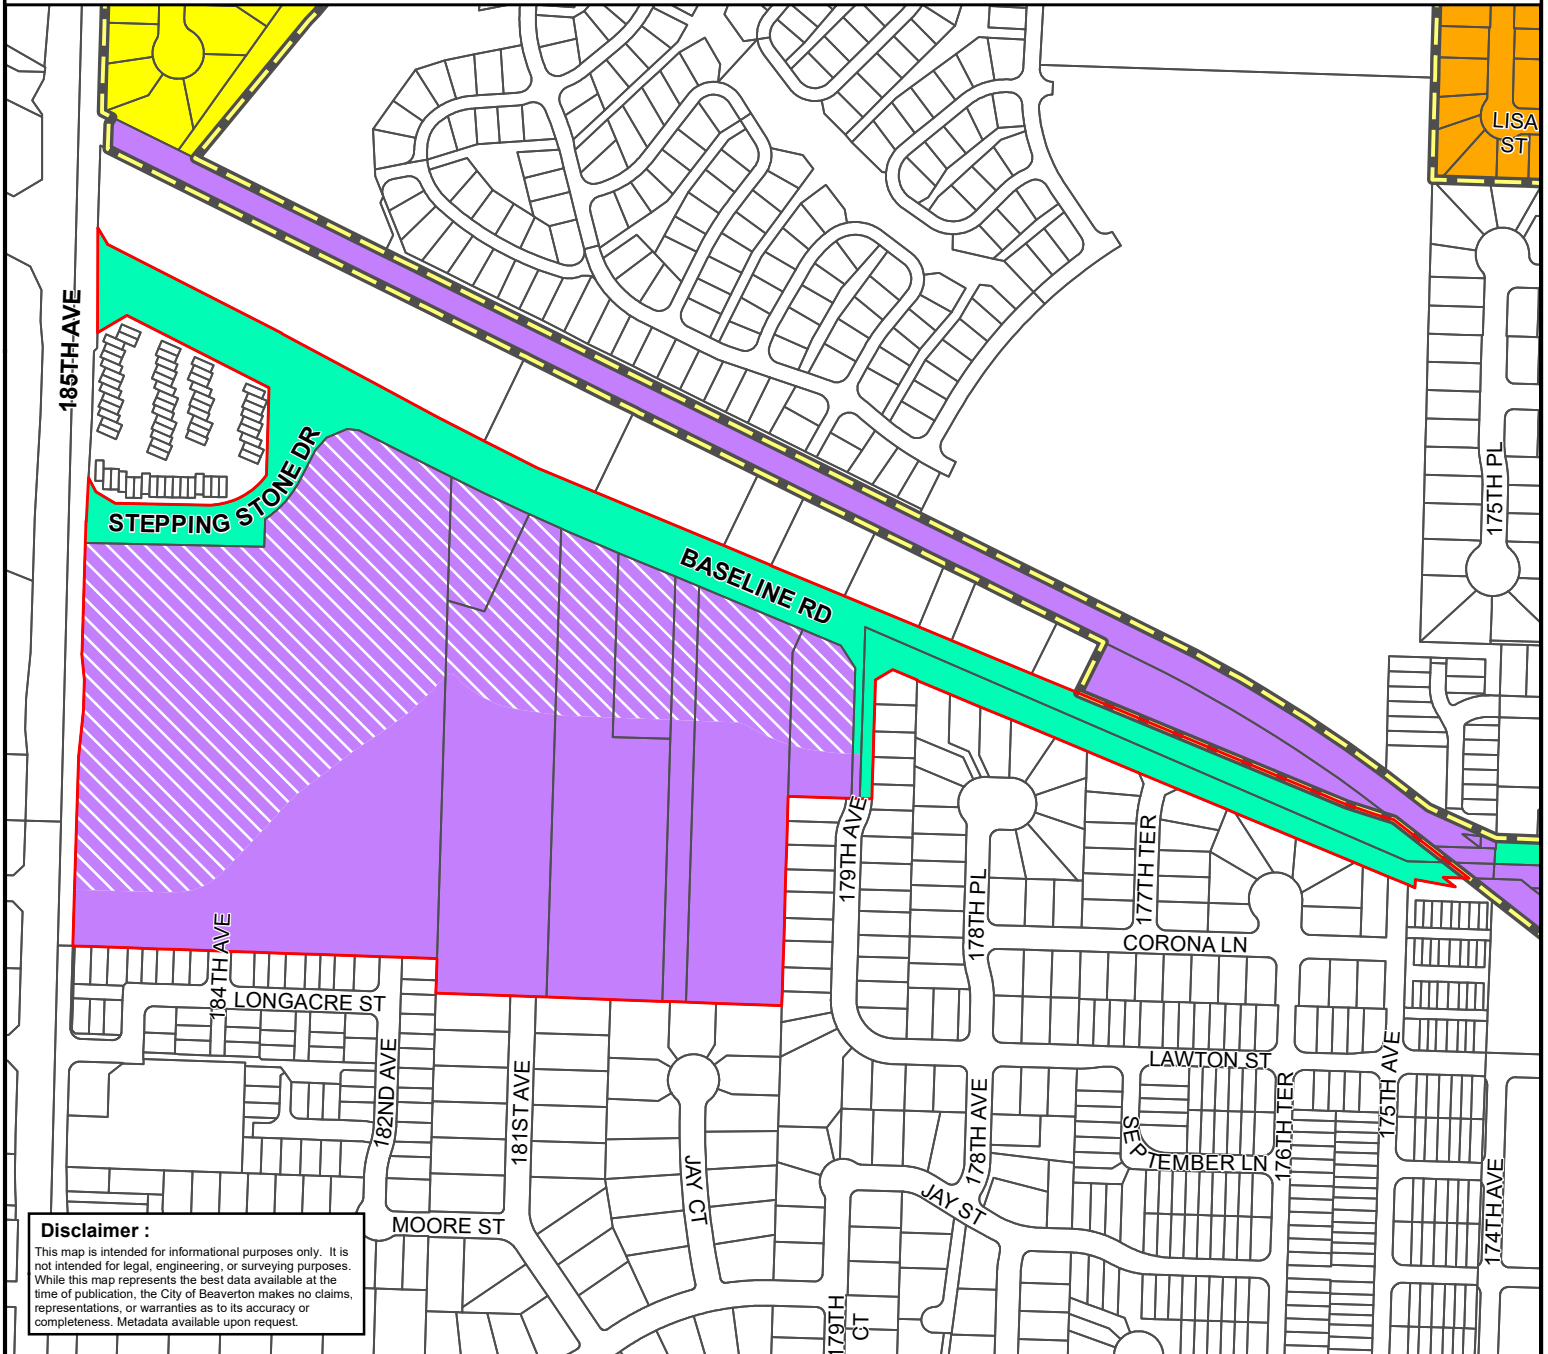 LISA
ST
185TH AVE
STEPPING STONE DR
BASELINE RD
175TH PL
179TH AVE
178TH PL
177TH TER
CORONA LN
184TH AVE
LONGACRE ST
182ND AVE
181ST AVE
LAWTON ST
175TH AVE
176TH TER
178TH AVE
SEPTEMBER LN
JAY CT
JAY ST
174TH AVE
MOORE ST
179TH
CT
Disclaimer :
This map is intended for informational purposes only. It is
not intended for legal, engineering, or surveying purposes.
While this map represents the best data available at the
time of publication, the City of Beaverton makes no claims,
representations, or warranties as to its accuracy or
completeness. Metadata available upon request.